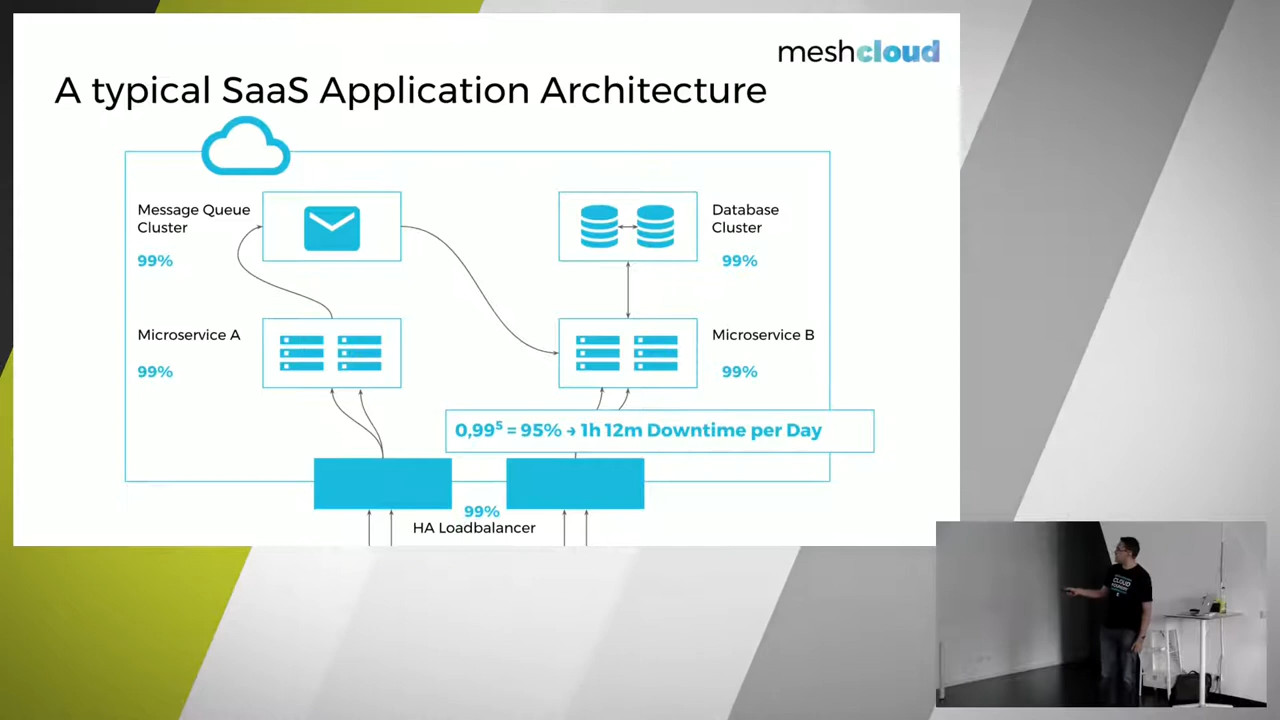 meshcloud
A typical SaaS Application Architecture
Message Queue
Cluster
99%
Database
Cluster
99%
Microservice A
99%
Microservice B
99%
0,99⁵ = 95% → 1h 12m Downtime per Day
99%
HA Loadbalancer
CLOUD